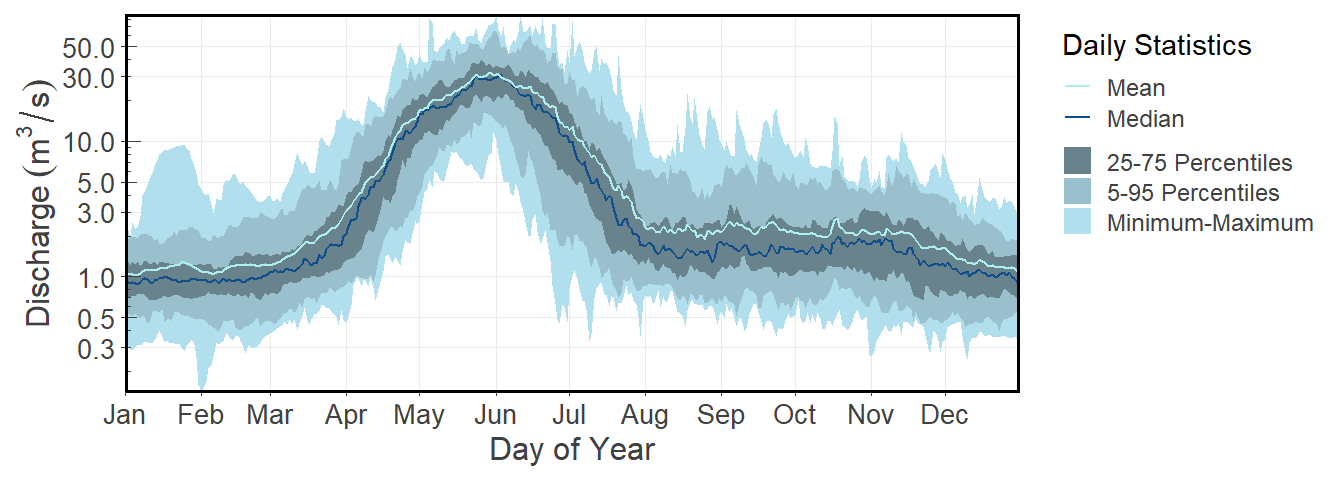 Discharge (m³/s)
50.0
30.0
10.0
5.0
3.0
1.0
0.5
0.3
Jan Feb Mar Apr May Jun Jul Aug Sep Oct Nov Dec
Day of Year
Daily Statistics
Mean
Median
25-75 Percentiles
5-95 Percentiles
Minimum-Maximum